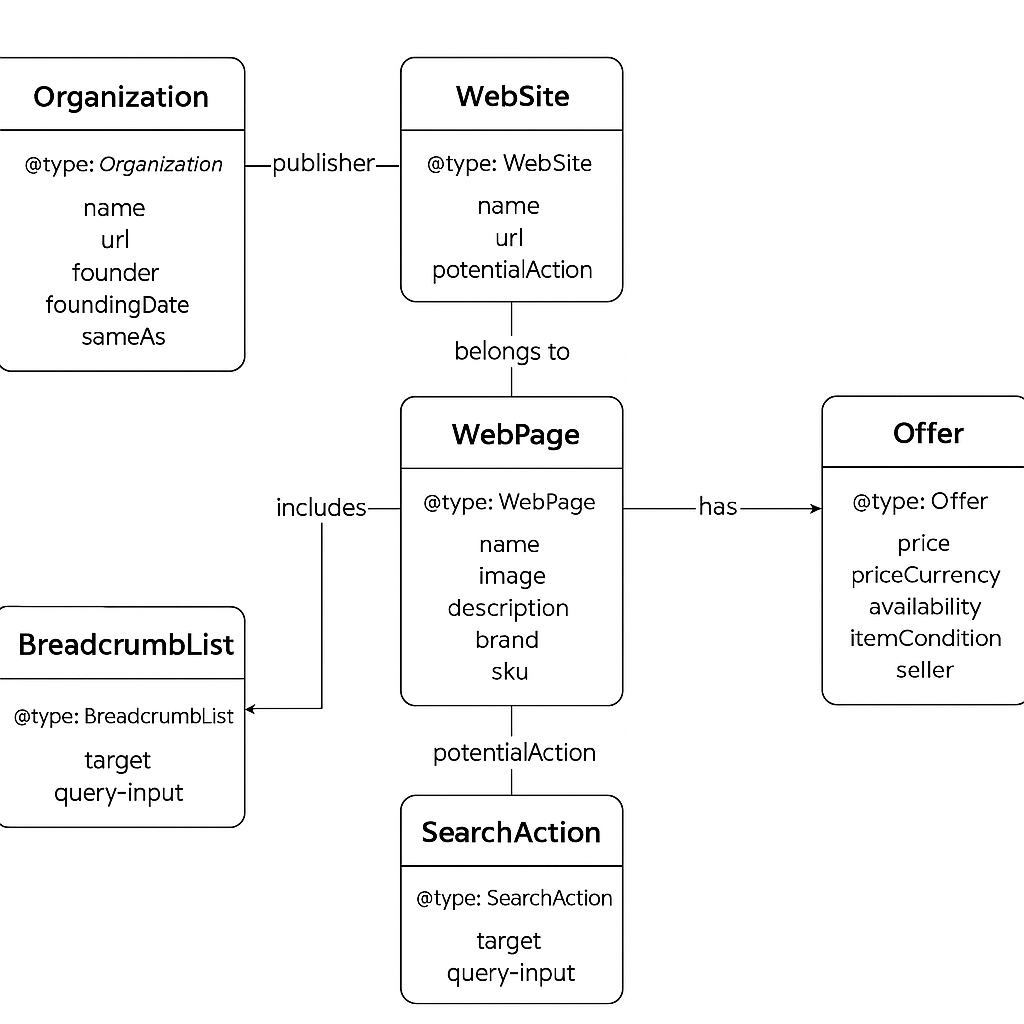 Organization
@type: Organization
name
url
founder
foundingDate
sameAs
publisher
WebSite
@type: WebSite
name
url
potentialAction
belongs to
WebPage
@type: WebPage
name
image
description
brand
sku
has
Offer
@type: Offer
price
priceCurrency
availability
itemCondition
seller
includes
BreadcrumbList
@type: BreadcrumbList
target
query-input
potentialAction
SearchAction
@type: SearchAction
target
query-input